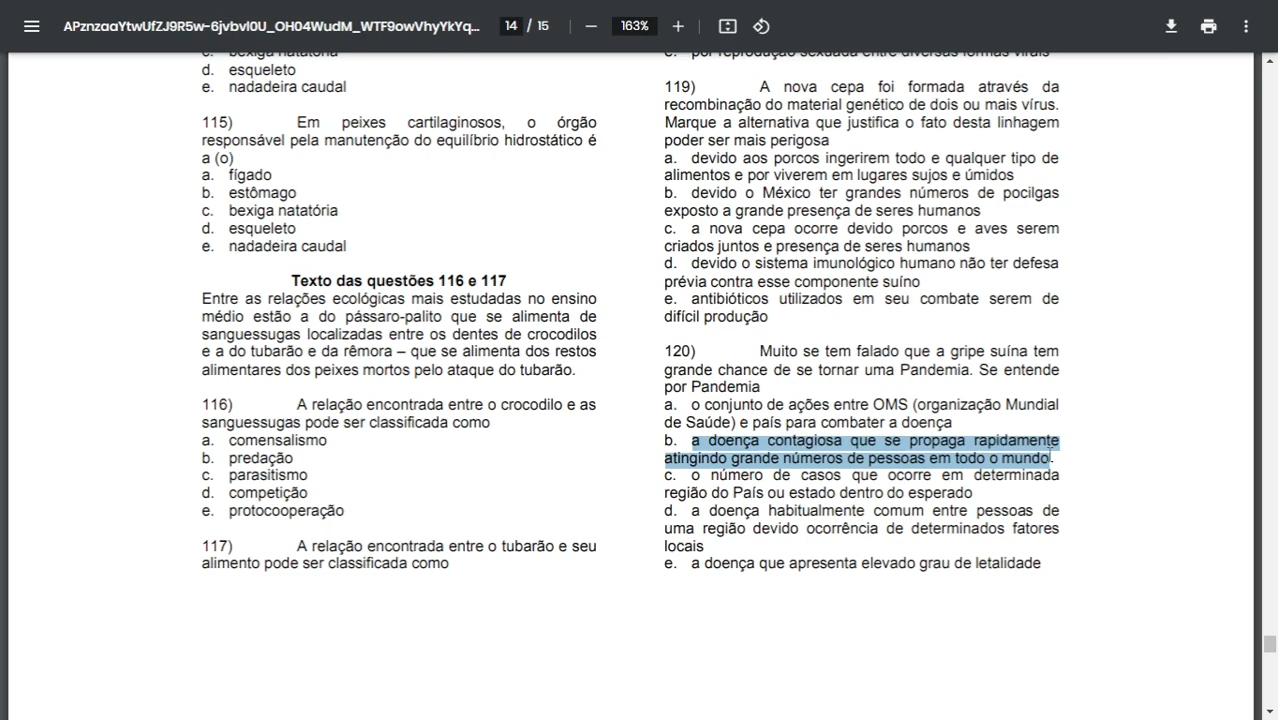 APznzaaYtwUfZJ9R5w-6jvbvl0U_OH04WudM_WTF9owVhyYkYq...
14 / 15
163%
d. esqueleto
e. nadadeira caudal
115) Em peixes cartilaginosos, o órgão
responsável pela manutenção do equilíbrio hidrostático é
a (o)
a. fígado
b. estômago
c. bexiga natatória
d. esqueleto
e. nadadeira caudal
Texto das questões 116 e 117
Entre as relações ecológicas mais estudadas no ensino
médio estão a do pássaro-palito que se alimenta de
sanguessugas localizadas entre os dentes de crocodilos
e a do tubarão e da rêmora – que se alimenta dos restos
alimentares dos peixes mortos pelo ataque do tubarão.
116) A relação encontrada entre o crocodilo e as
sanguessugas pode ser classificada como
a. comensalismo
b. predação
c. parasitismo
d. competição
e. protocooperação
117) A relação encontrada entre o tubarão e seu
alimento pode ser classificada como
e. por reprodução sexuada entre diversas formas virais
119) A nova cepa foi formada através da
recombinação do material genético de dois ou mais vírus.
Marque a alternativa que justifica o fato desta linhagem
poder ser mais perigosa
a. devido aos porcos ingerirem todo e qualquer tipo de
alimentos e por viverem em lugares sujos e úmidos
b. devido o México ter grandes números de pocilgas
exposto a grande presença de seres humanos
c. a nova cepa ocorre devido porcos e aves serem
criados juntos e presença de seres humanos
d. devido o sistema imunológico humano não ter defesa
prévia contra esse componente suíno
e. antibióticos utilizados em seu combate serem de
difícil produção
120) Muito se tem falado que a gripe suína tem
grande chance de se tornar uma Pandemia. Se entende
por Pandemia
a. o conjunto de ações entre OMS (organização Mundial
de Saúde) e país para combater a doença
b. a doença contagiosa que se propaga rapidamente
atingindo grande números de pessoas em todo o mundo.
c. o número de casos que ocorre em determinada
região do País ou estado dentro do esperado
d. a doença habitualmente comum entre pessoas de
uma região devido ocorrência de determinados fatores
locais
e. a doença que apresenta elevado grau de letalidade